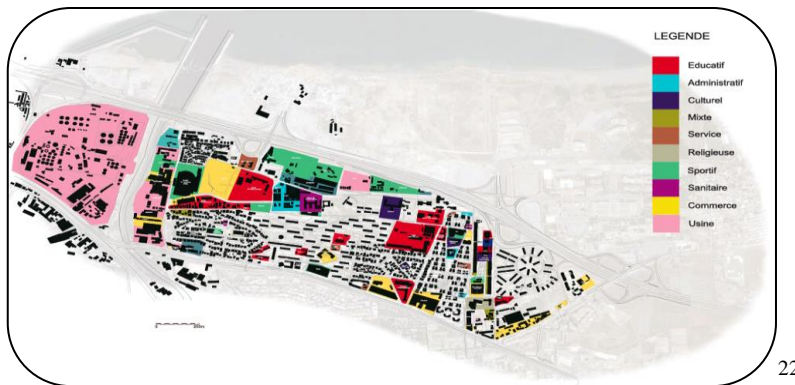 LEGENDE
Educatif
Administratif
Culturel
Mixte
Service
Religieuse
Sportif
Sanitaire
Commerce
Usine
22